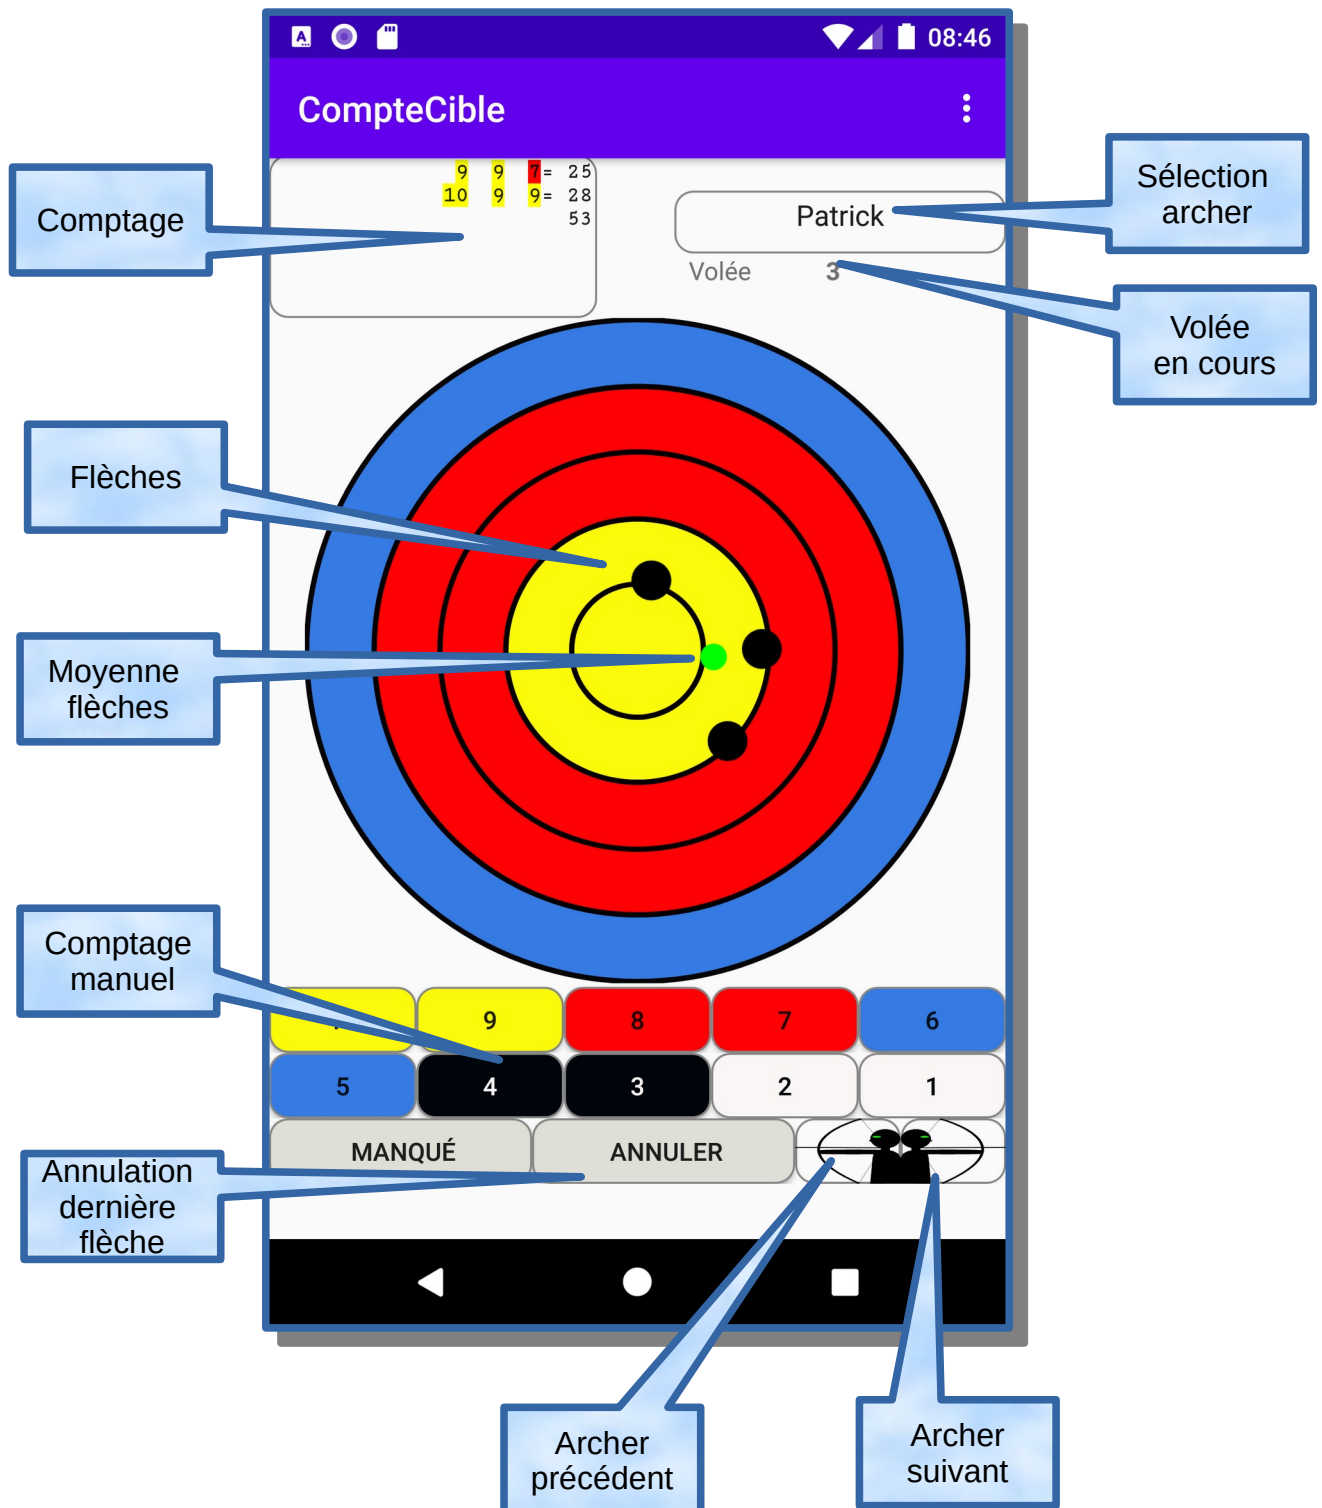 08:46
CompteCible
9 9 7= 25
10 9 9= 28
53
Patrick
Volée 3
Comptage
Sélection
archer
Volée
en cours
Flèches
Moyenne
flèches
Comptage
manuel
9 8 7 6
5 4 3 2 1
MANQUÉ ANNULER
Annulation
dernière
flèche
Archer
précédent
Archer
suivant